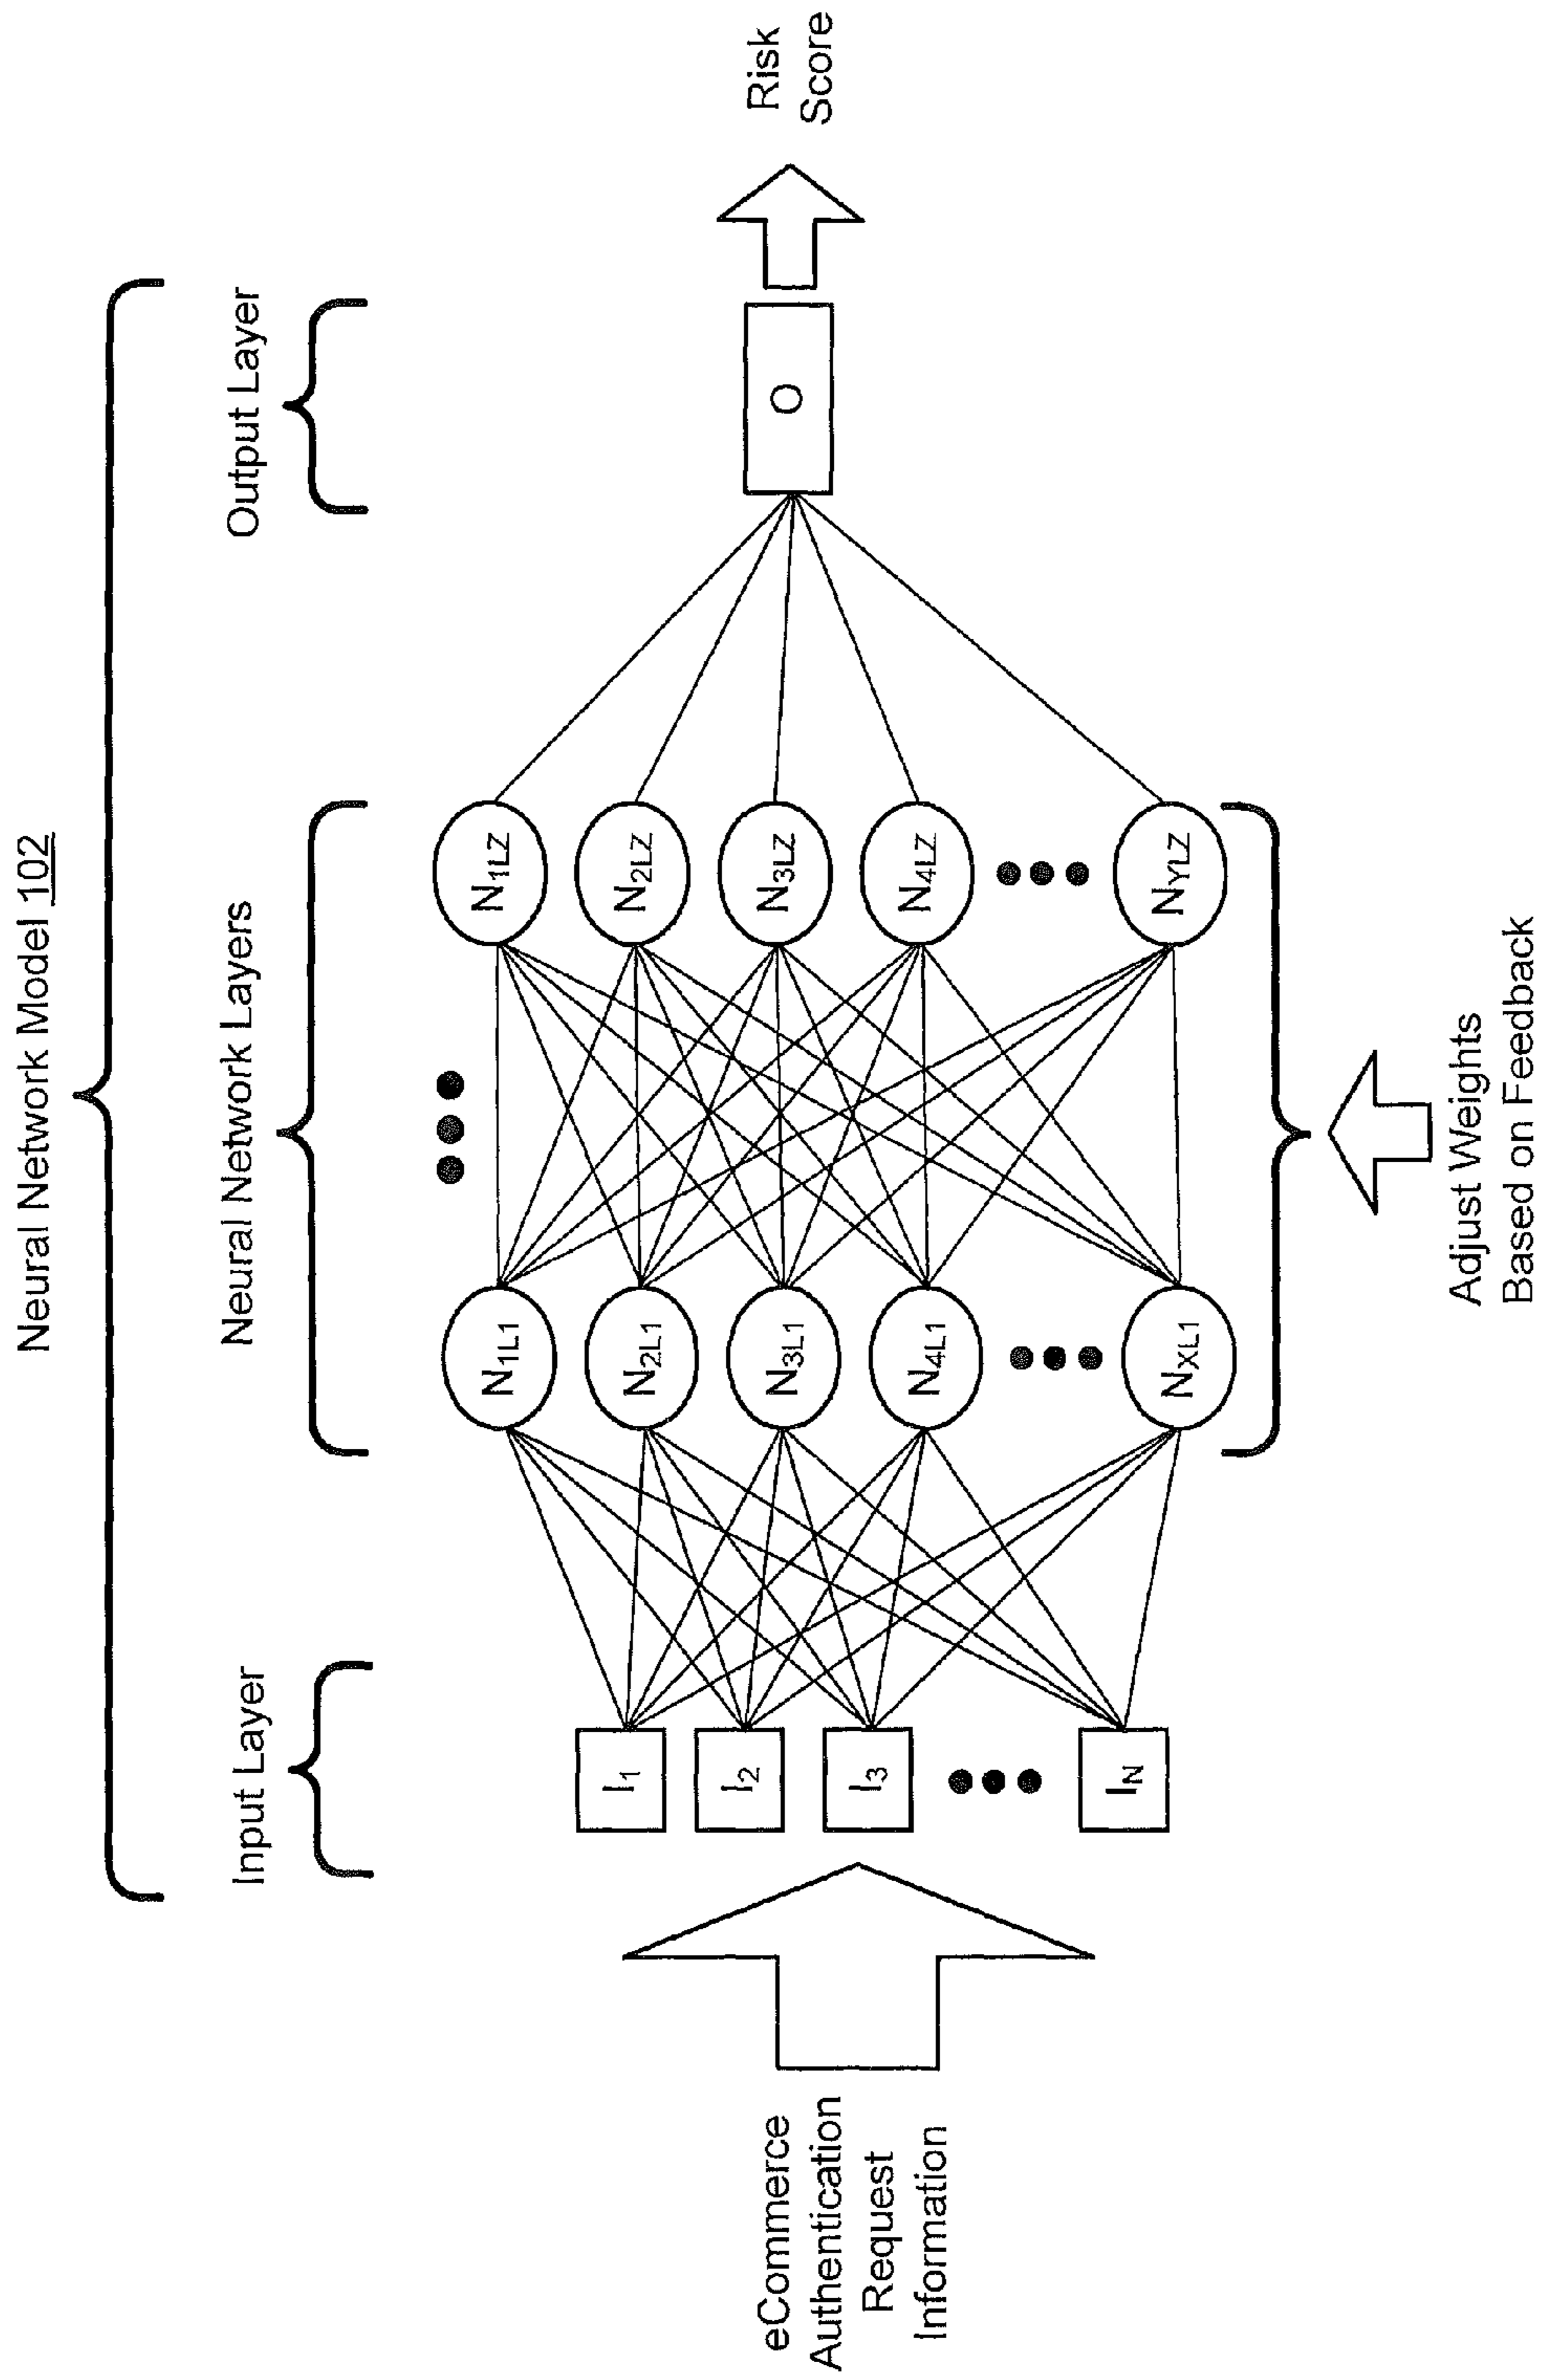 Neural Network Model 102
Input Layer
Neural Network Layers
Output Layer
eCommerce
Authentication
Request
Information
I1
I2
I3
IN
N1L1
N2L1
N3L1
N4L1
NXL1
N1LZ
N2LZ
N3LZ
N4LZ
NYLZ
O
Risk
Score
Adjust Weights
Based on Feedback